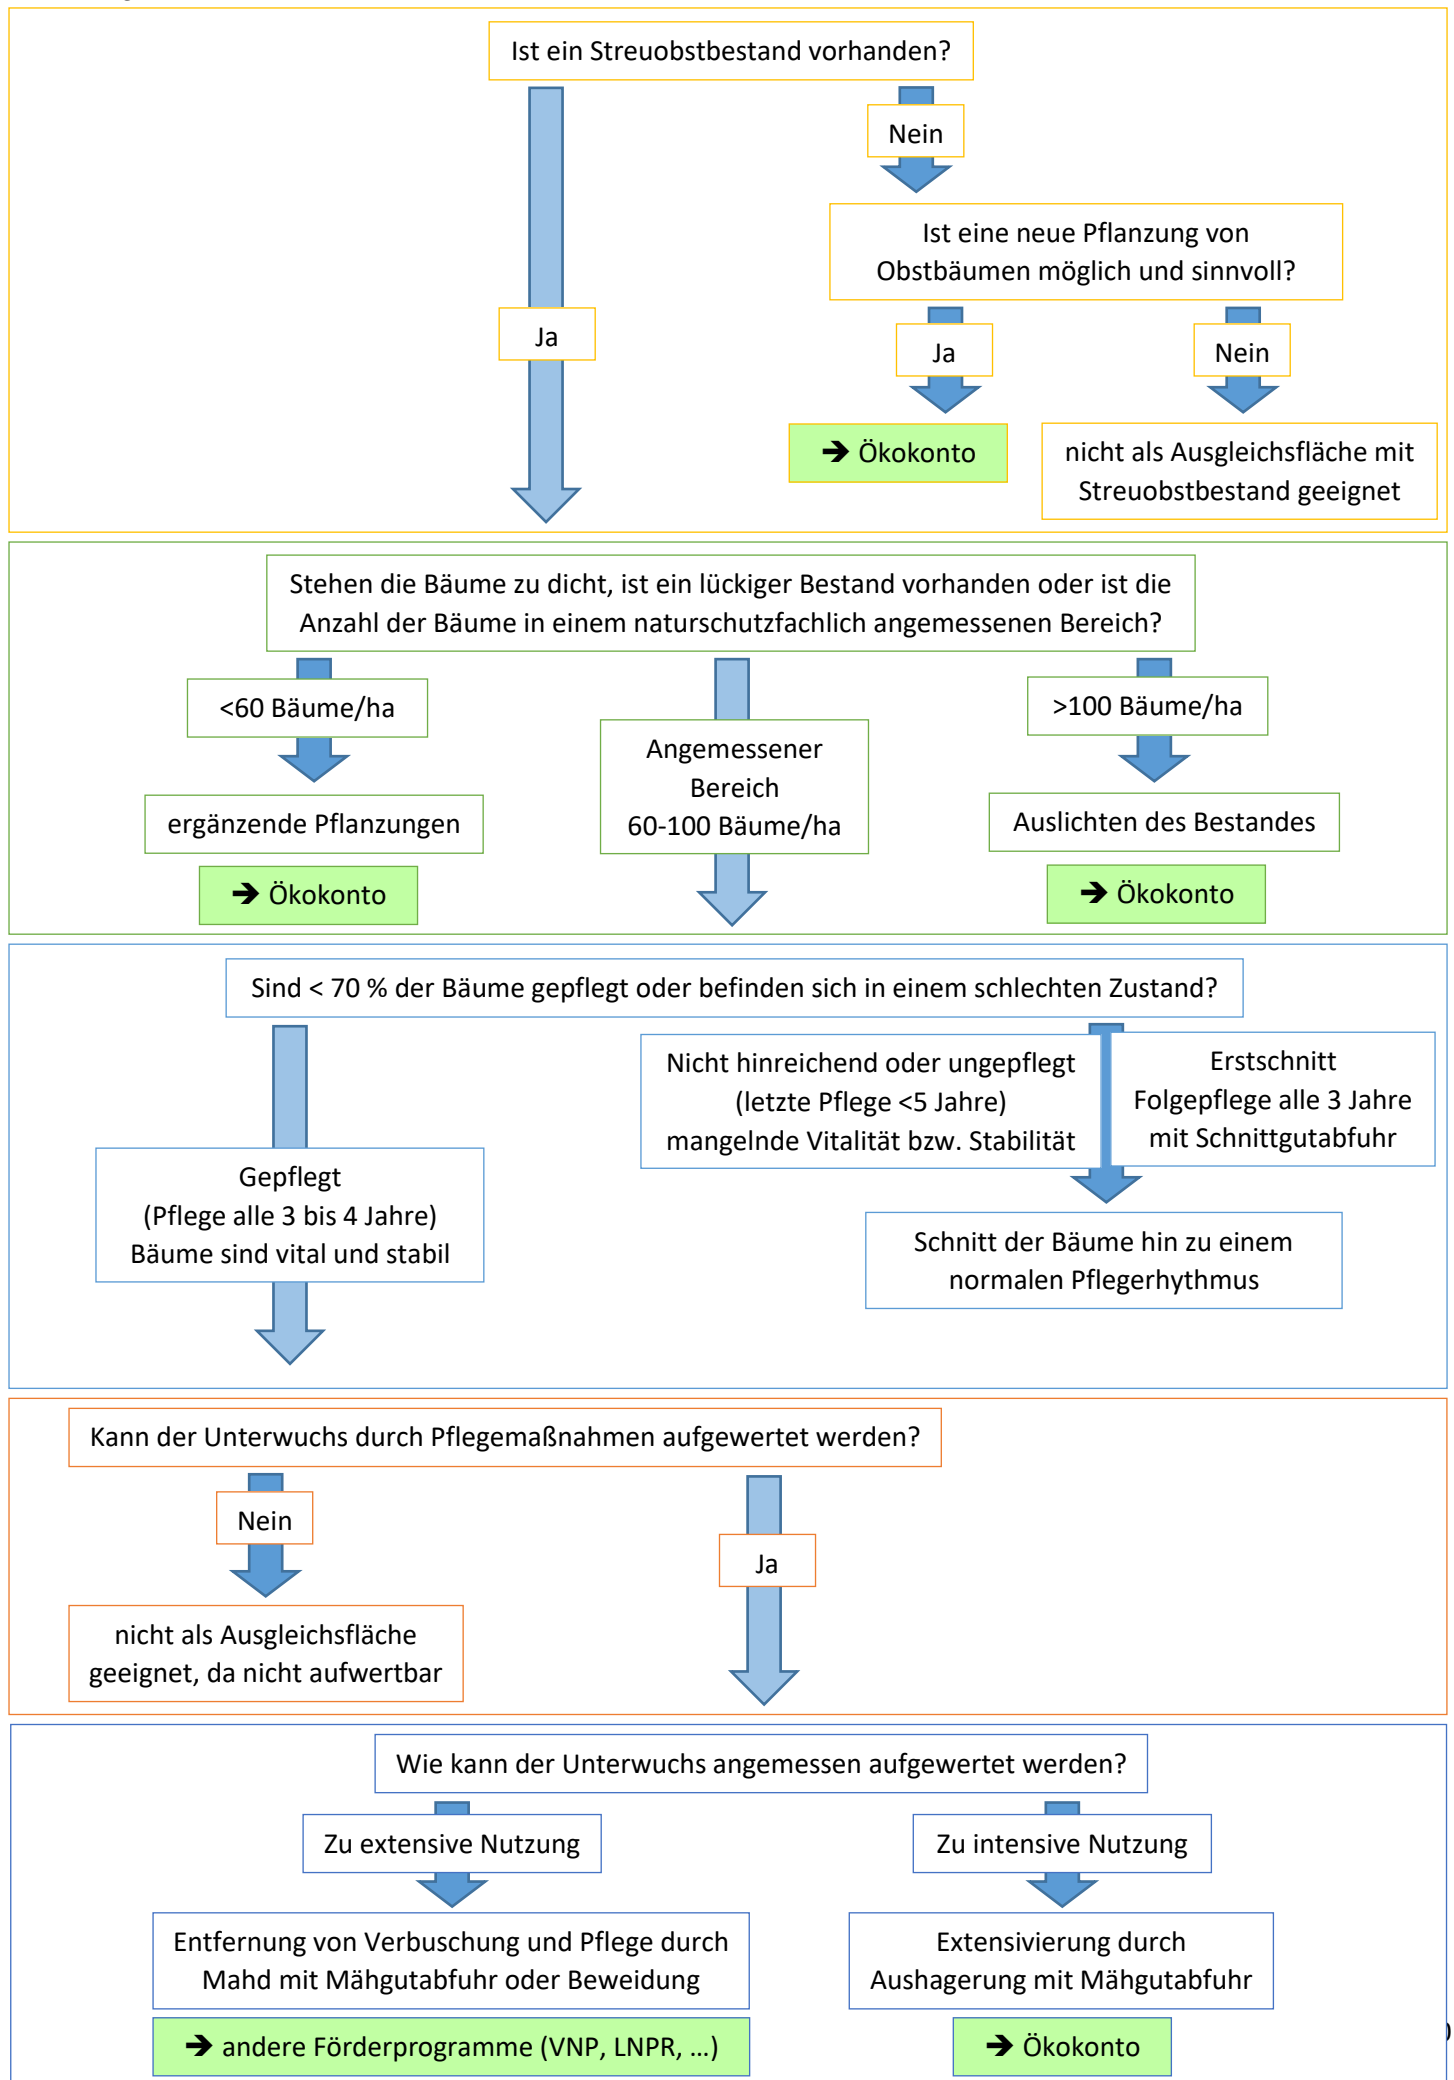 Ist ein Streuobstbestand vorhanden?
Nein
Ist eine neue Pflanzung von
Obstbäumen möglich und sinnvoll?
Ja
Ja
Nein
➔ Ökokonto
nicht als Ausgleichsfläche mit
Streuobstbestand geeignet
Stehen die Bäume zu dicht, ist ein lückiger Bestand vorhanden oder ist die
Anzahl der Bäume in einem naturschutzfachlich angemessenen Bereich?
<60 Bäume/ha
Angemessener
Bereich
60-100 Bäume/ha
>100 Bäume/ha
ergänzende Pflanzungen
Auslichten des Bestandes
➔ Ökokonto
➔ Ökokonto
Sind < 70 % der Bäume gepflegt oder befinden sich in einem schlechten Zustand?
Nicht hinreichend oder ungepflegt
(letzte Pflege <5 Jahre)
mangelnde Vitalität bzw. Stabilität
Erstschnitt
Folgepflege alle 3 Jahre
mit Schnittgutabfuhr
Gepflegt
(Pflege alle 3 bis 4 Jahre)
Bäume sind vital und stabil
Schnitt der Bäume hin zu einem
normalen Pflegerhythmus
Kann der Unterwuchs durch Pflegemaßnahmen aufgewertet werden?
Nein
Ja
nicht als Ausgleichsfläche
geeignet, da nicht aufwertbar
Wie kann der Unterwuchs angemessen aufgewertet werden?
Zu extensive Nutzung
Zu intensive Nutzung
Entfernung von Verbuschung und Pflege durch
Mahd mit Mähgutabfuhr oder Beweidung
Extensivierung durch
Aushagerung mit Mähgutabfuhr
➔ andere Förderprogramme (VNP, LNPR, …)
➔ Ökokonto